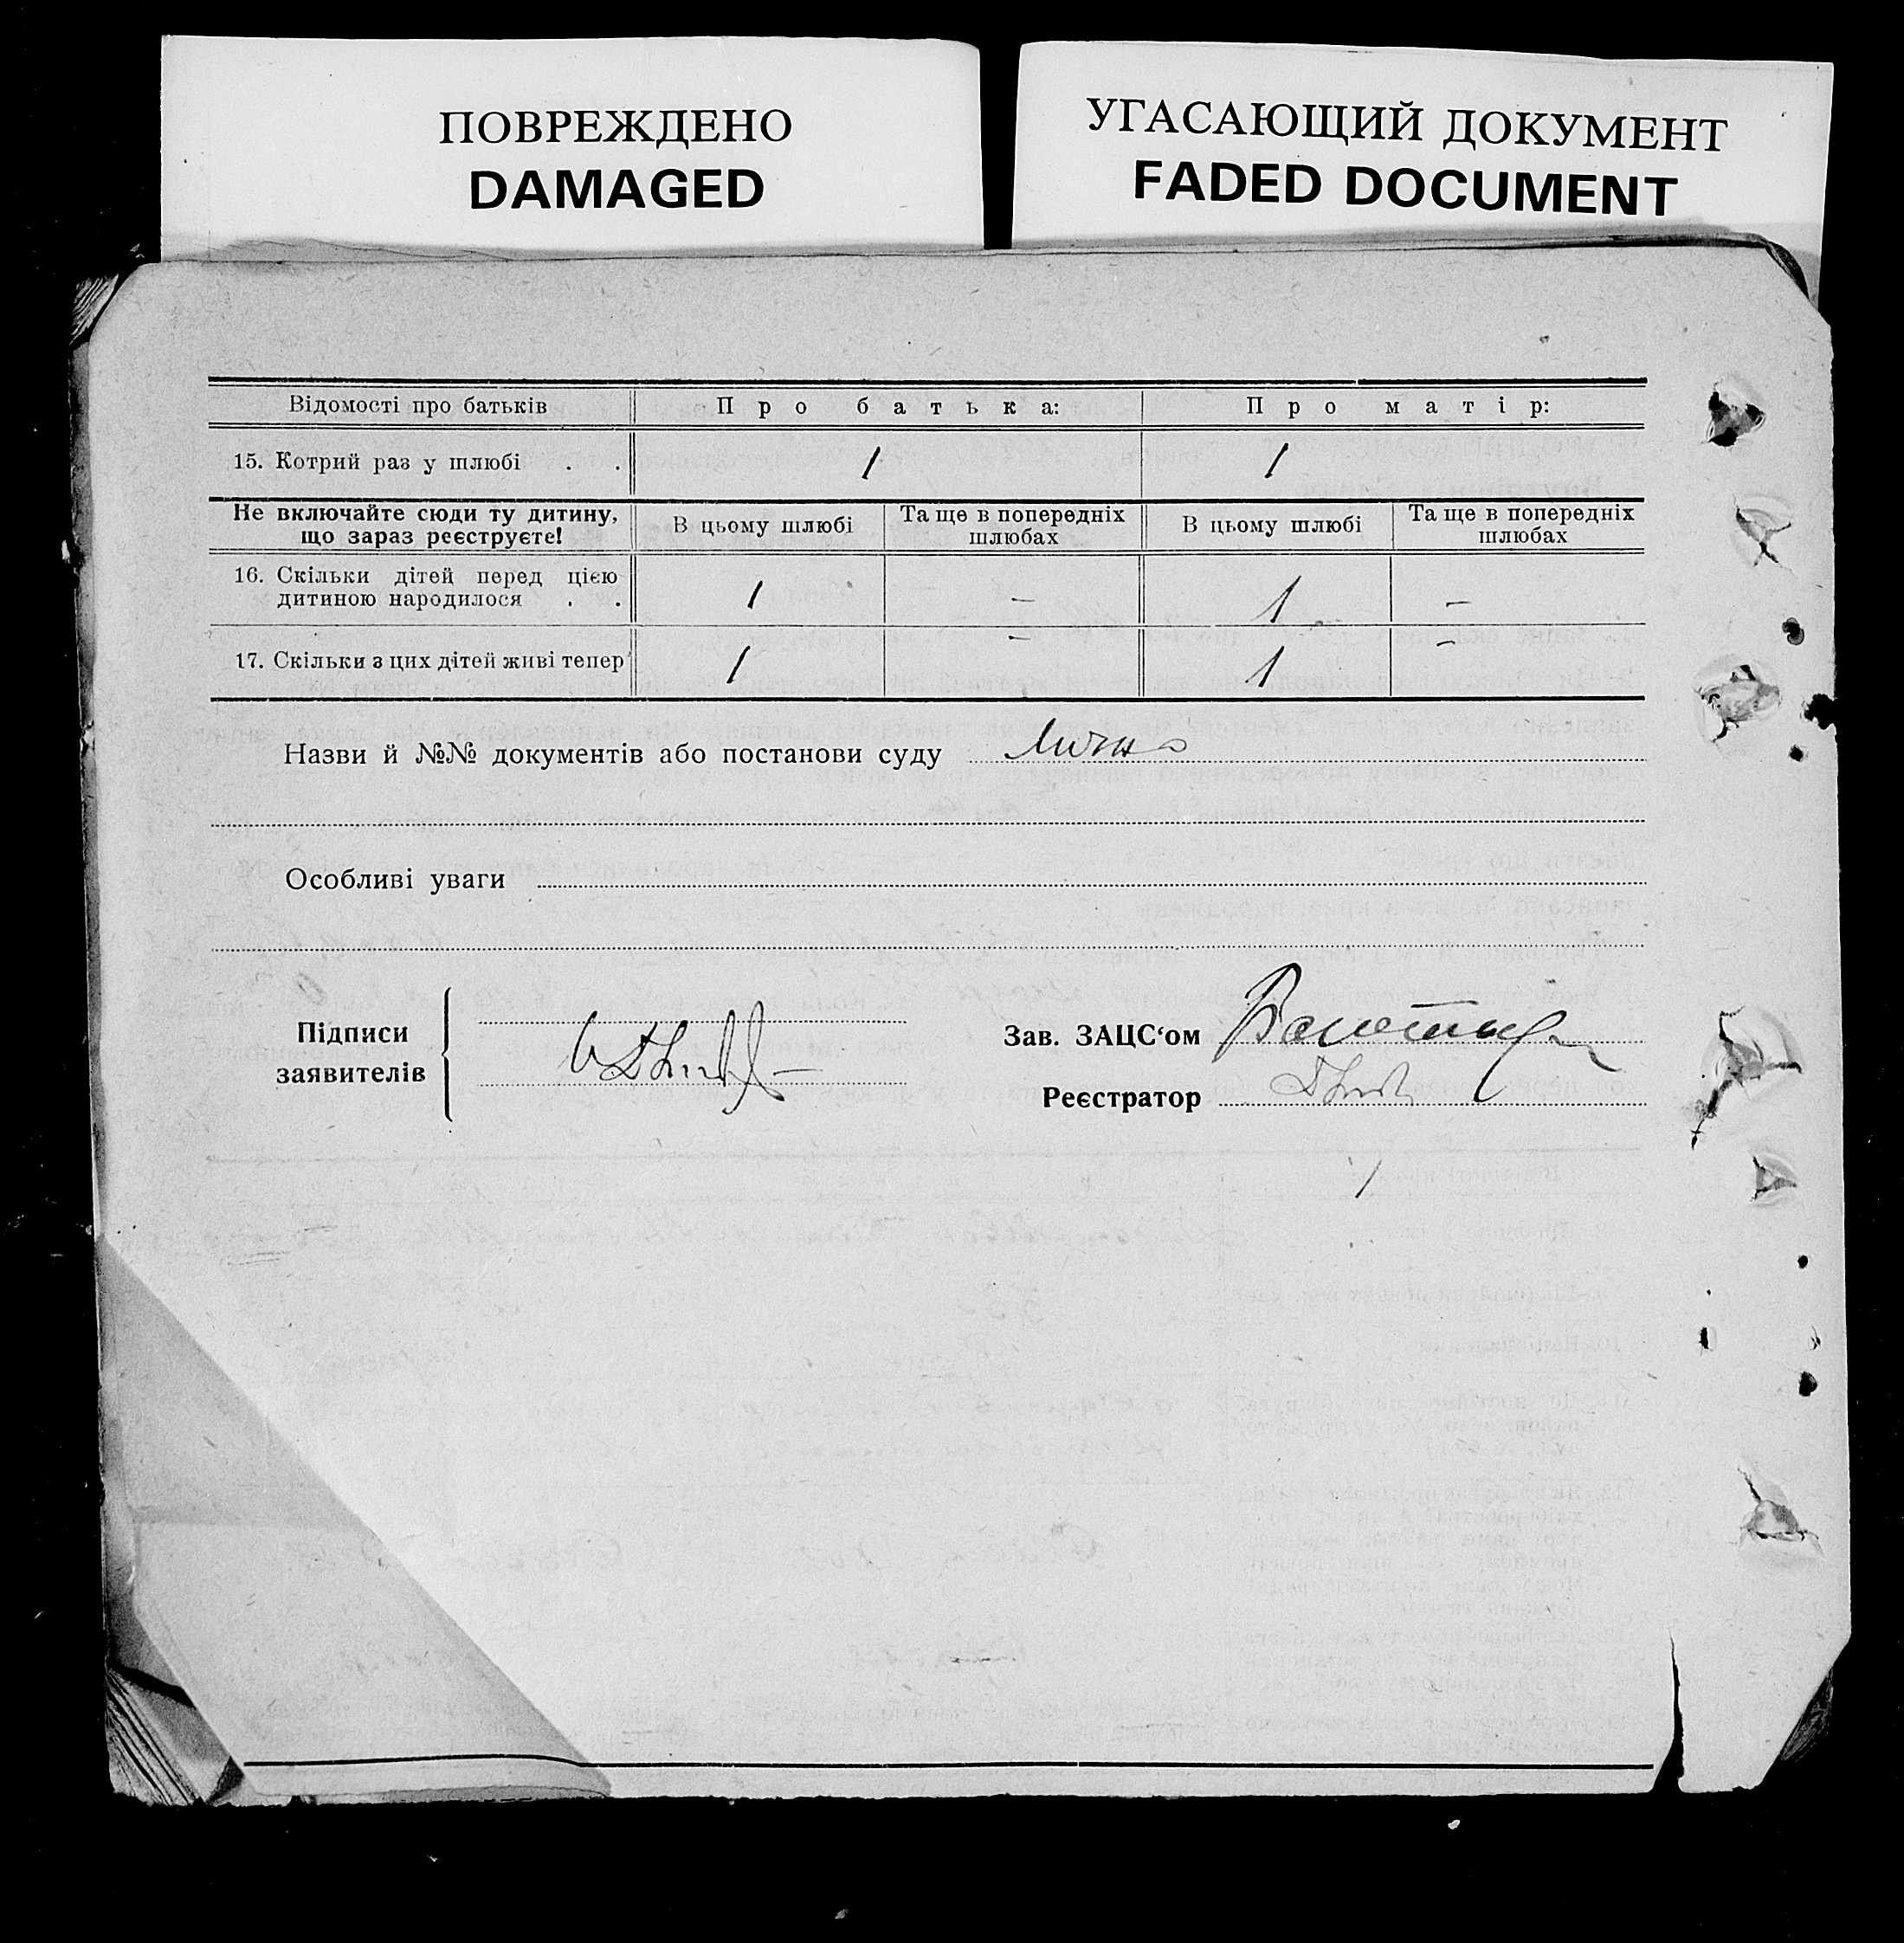 ПОВРЕЖДЕНО
DAMAGED
УГАСАЮЩИЙ ДОКУМЕНТ
FADED DOCUMENT
Відомості про батьків Про батька: Про матір:
15. Котрий раз у шлюбі . . 1 1
Не включайте сюди ту дитину, що зараз реєструєте! В цьому шлюбі Та ще в попередніх шлюбах В цьому шлюбі Та ще в попередніх шлюбах
16. Скільки дітей перед цією
дитиною народилося . . 1 – 1 –
17. Скільки з цих дітей живі тепер 1 – 1 –
Назви й №№ документів або постанови суду
Особливі уваги
Підписи
заявителів
Зав. ЗАЦС‘ом
Реєстратор